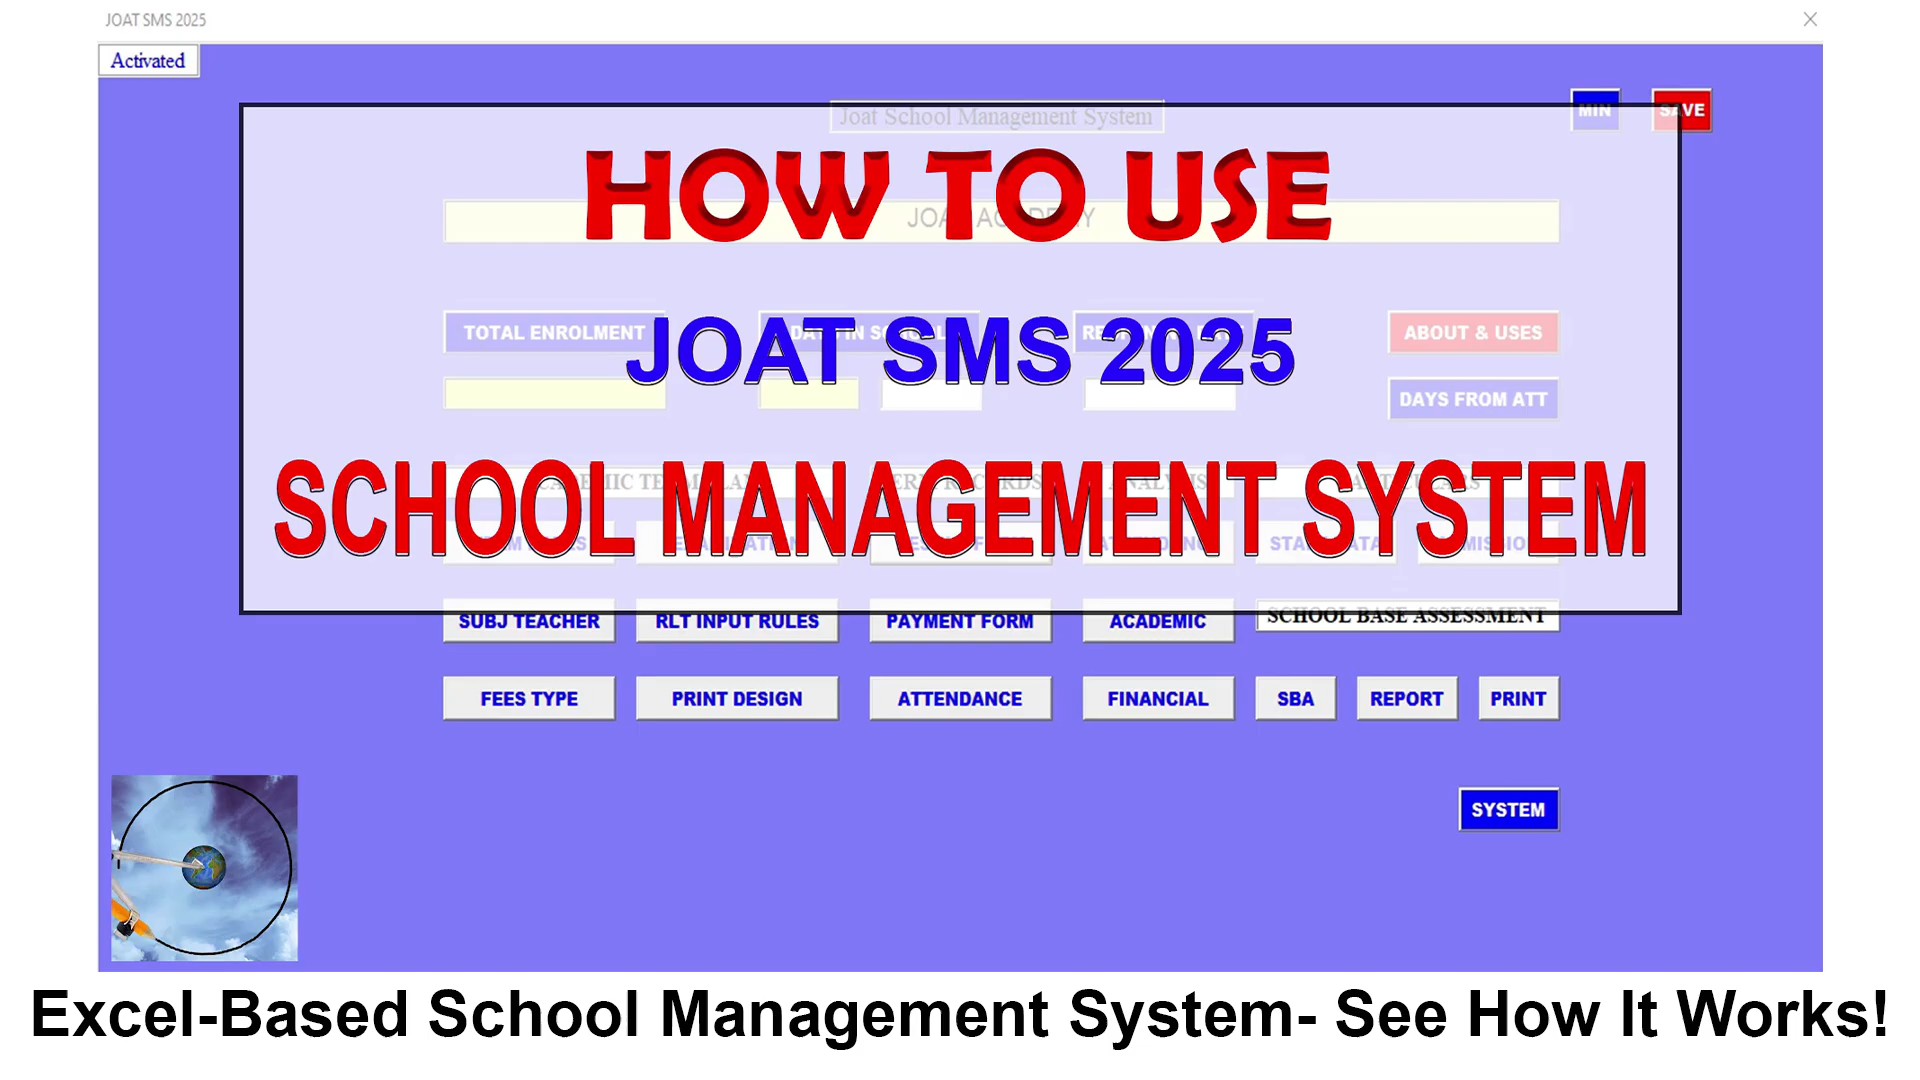 JOAT SMS 2025
Activated
Joat School Management System
MIN
SAVE
HOW TO USE
TOTAL ENROLMENT
ABOUT & USES
JOAT SMS 2025
DAYS FROM ATT
SCHOOL MANAGEMENT SYSTEM
SUBJ TEACHER
RLT INPUT RULES
PAYMENT FORM
ACADEMIC
SCHOOL BASE ASSESSMENT
FEES TYPE
PRINT DESIGN
ATTENDANCE
FINANCIAL
SBA
REPORT
PRINT
SYSTEM
Excel-Based School Management System- See How It Works!